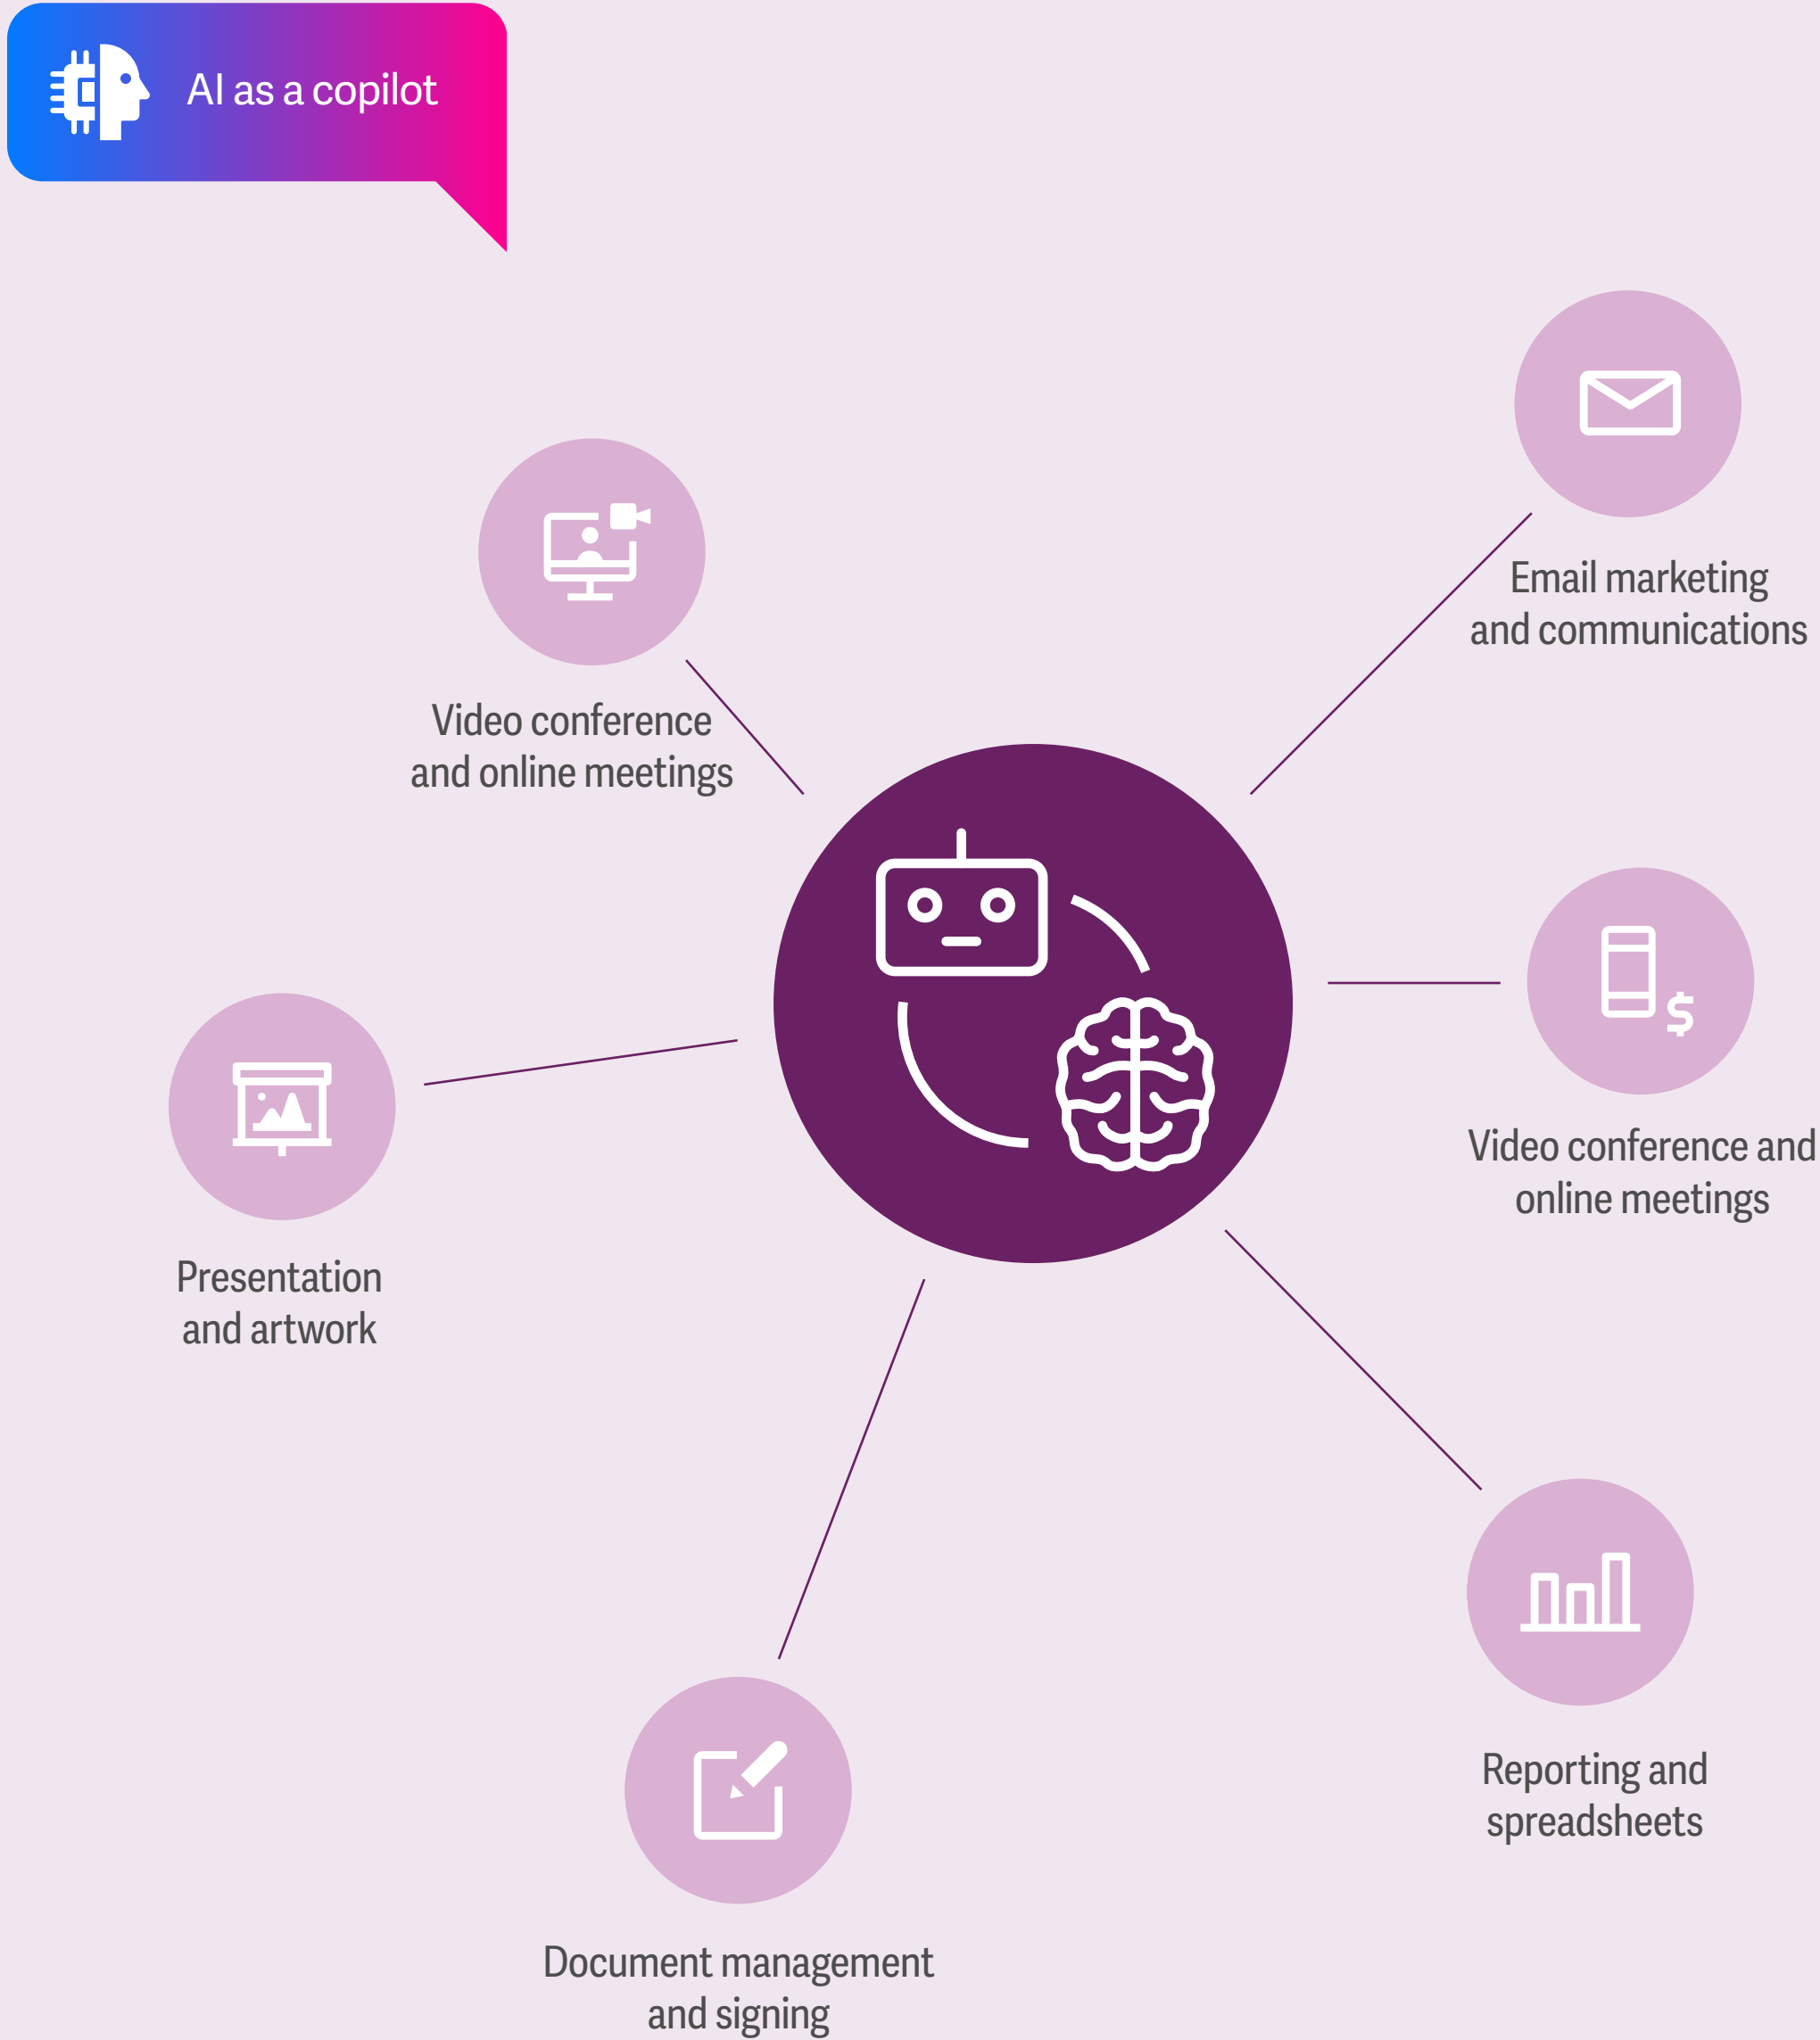 AI as a copilot
Email marketing
and communications
Video conference
and online meetings
Video conference and
online meetings
Presentation
and artwork
Reporting and
spreadsheets
Document management
and signing